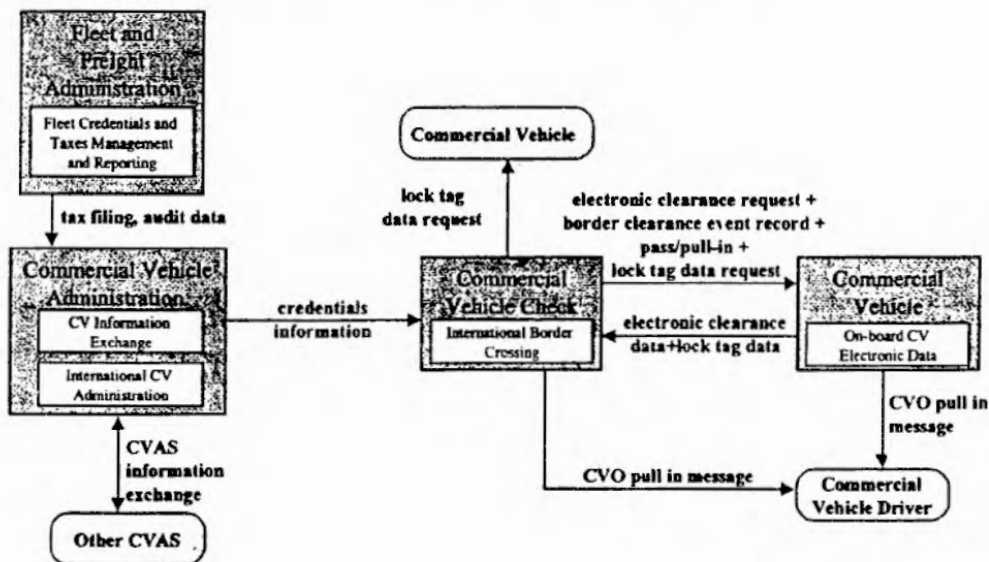 Fleet and
Freight
Administration
Fleet Credentials and
Taxes Management
and Reporting
tax filing, audit data
Commercial Vehicle
Administration
CV Information
Exchange
International CV
Administration
CVAS
information
exchange
Other CVAS
credentials
information
Commercial Vehicle
lock tag
data request
Commercial
Vehicle Check
International Border
Crossing
electronic clearance request +
border clearance event record +
pass/pull-in +
lock tag data request
electronic clearance
data+lock tag data
Commercial
Vehicle
On-board CV
Electronic Data
CVO pull in
message
CVO pull in message
Commercial
Vehicle Driver